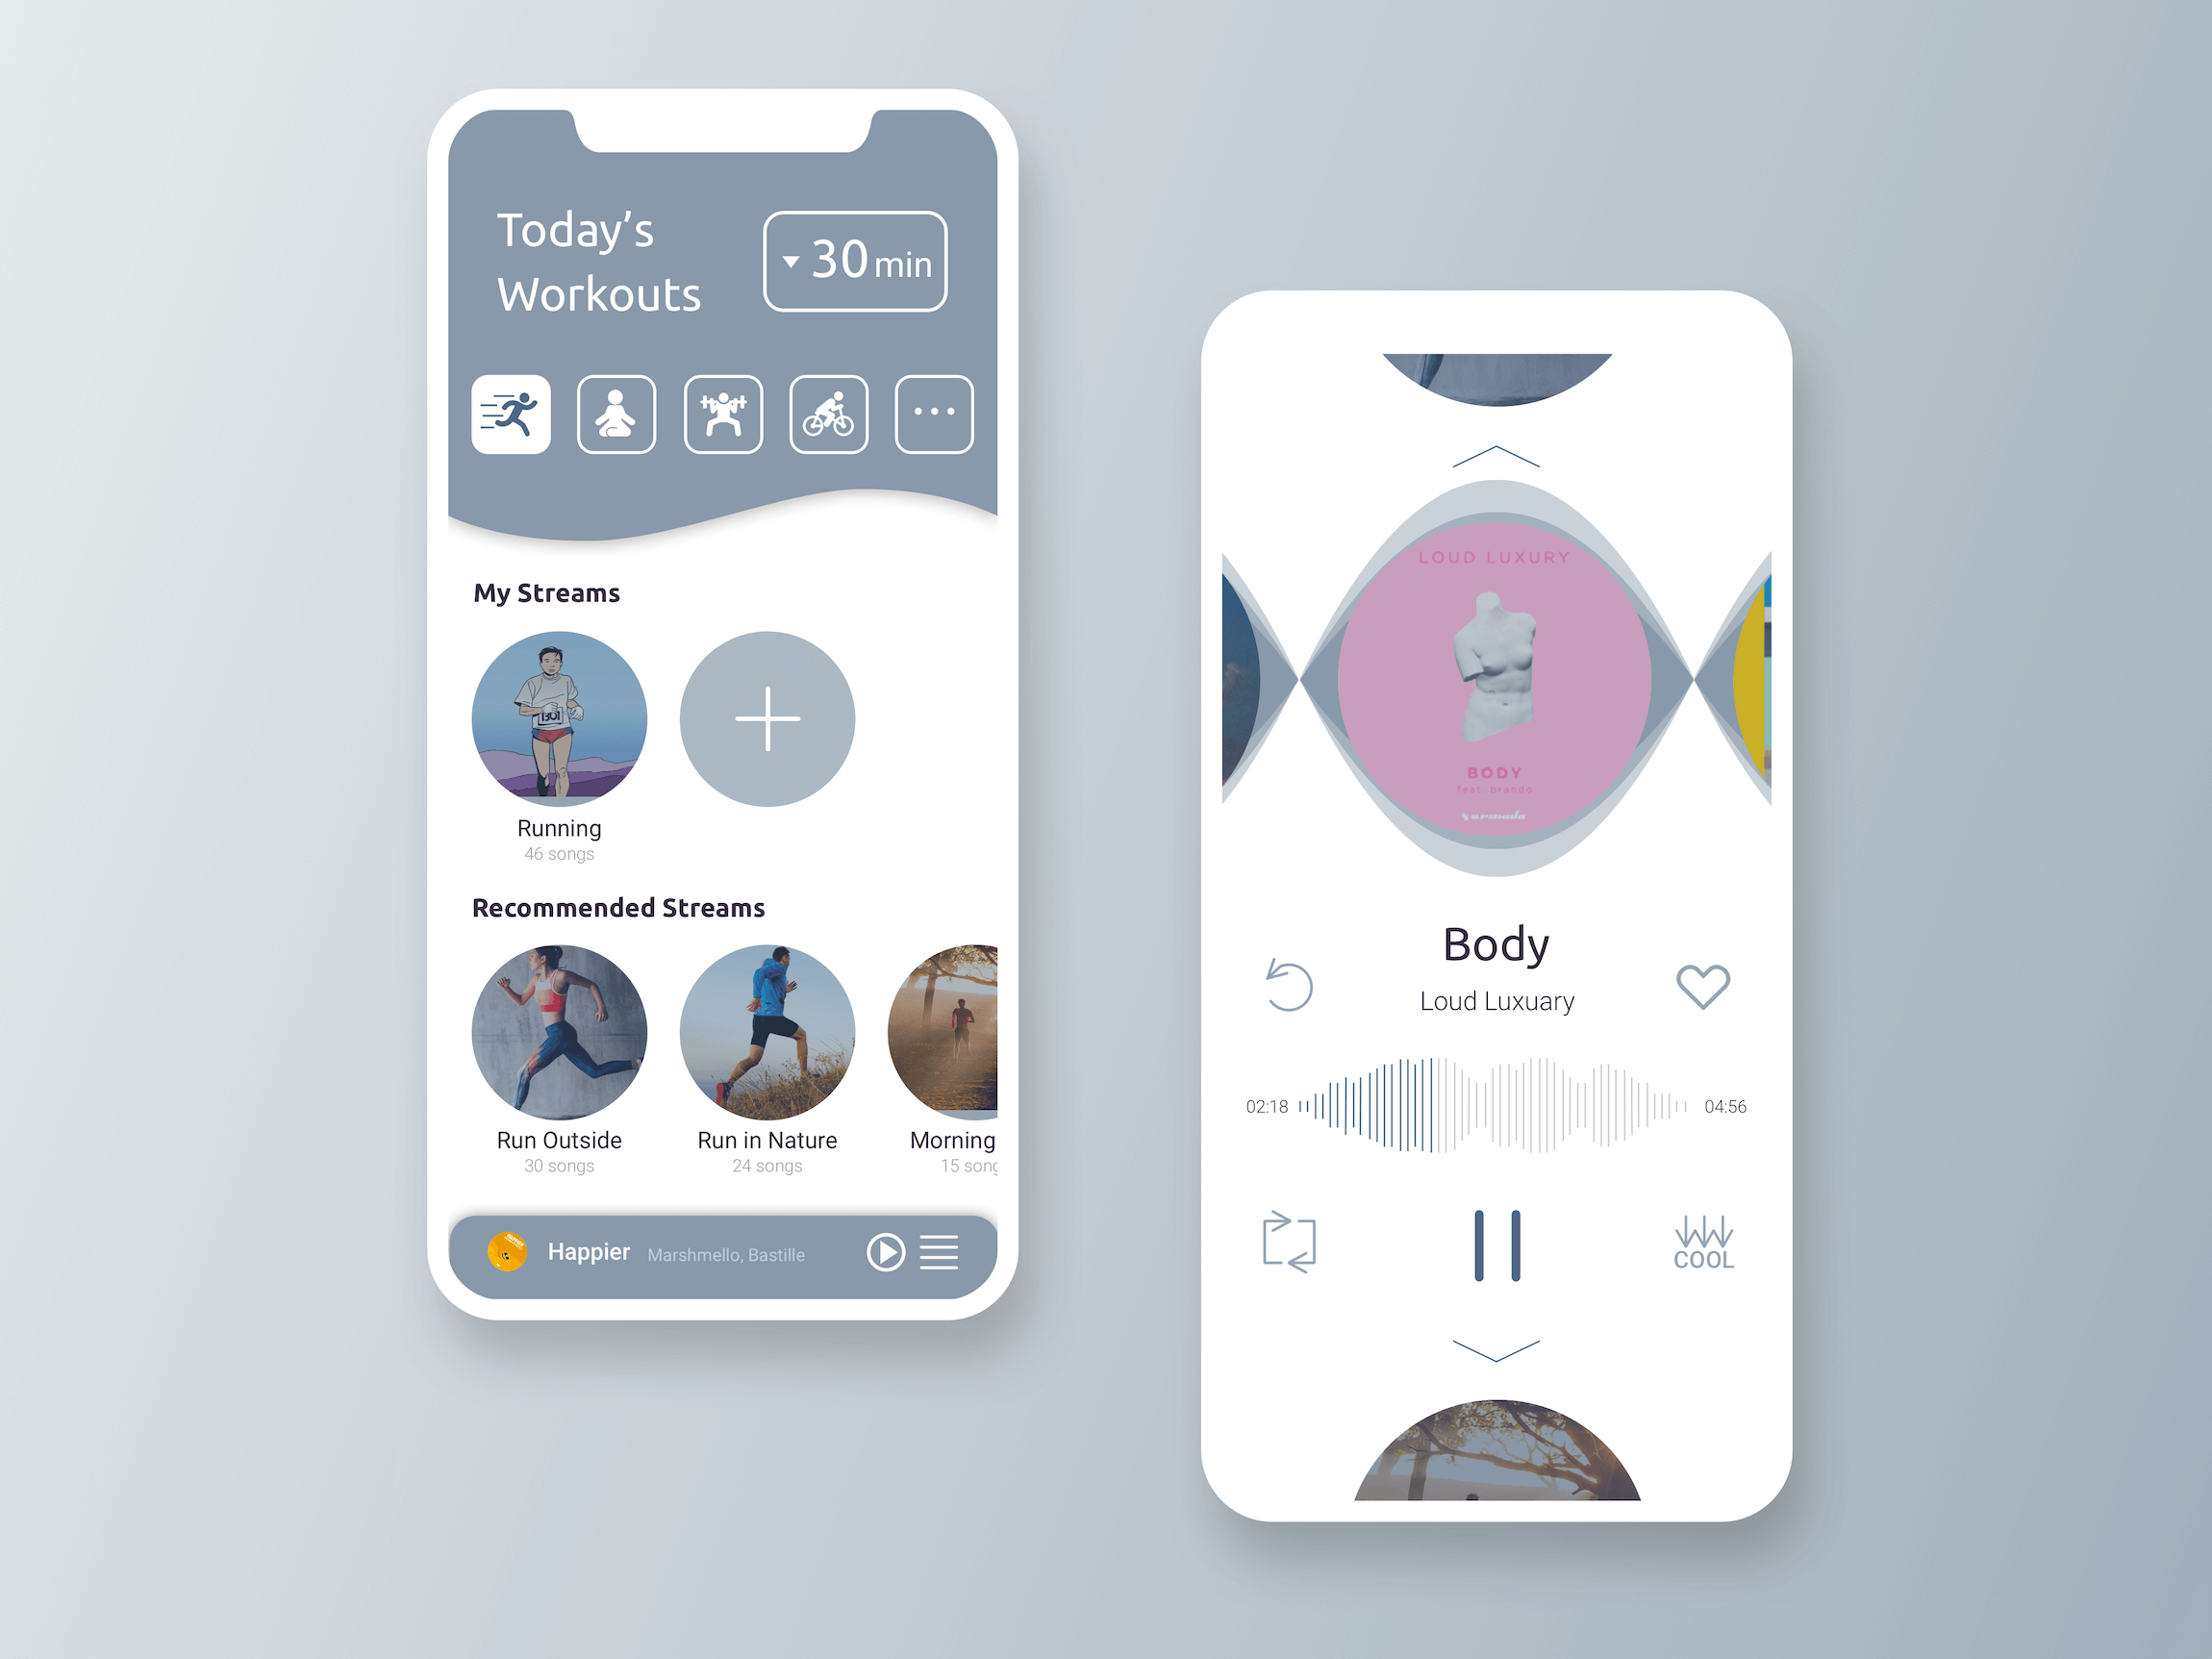 Today's
Workouts
30 min
My Streams
1301
Running
46 songs
Recommended Streams
Run Outside
30 songs
Run in Nature
24 songs
Morning
15 song
Happier Marshmello, Bastille
LOUD LUXURY
BODY
feat. brando
armada
Body
Loud Luxuary
02:18
04:56
COOL